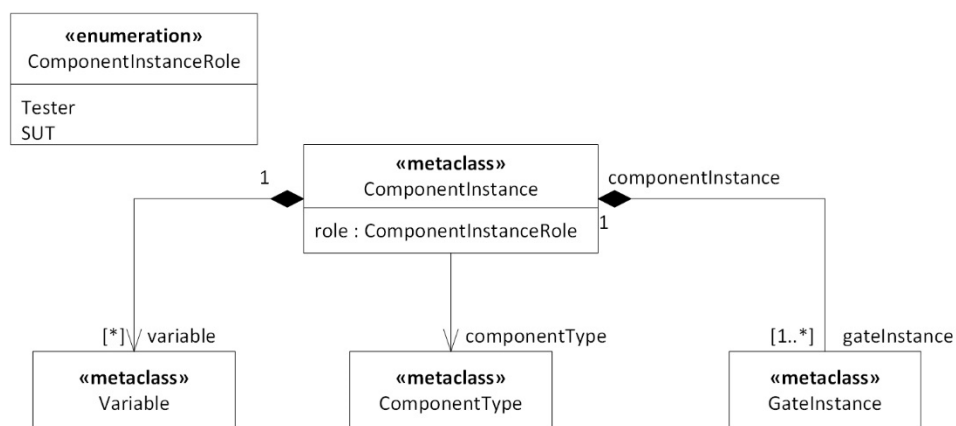 «enumeration»
ComponentInstanceRole
Tester
SUT
«metaclass»
ComponentInstance
role : ComponentInstanceRole
1
componentInstance
1
[*]
variable
componentType
[1..*]
gateInstance
«metaclass»
Variable
«metaclass»
ComponentType
«metaclass»
GateInstance